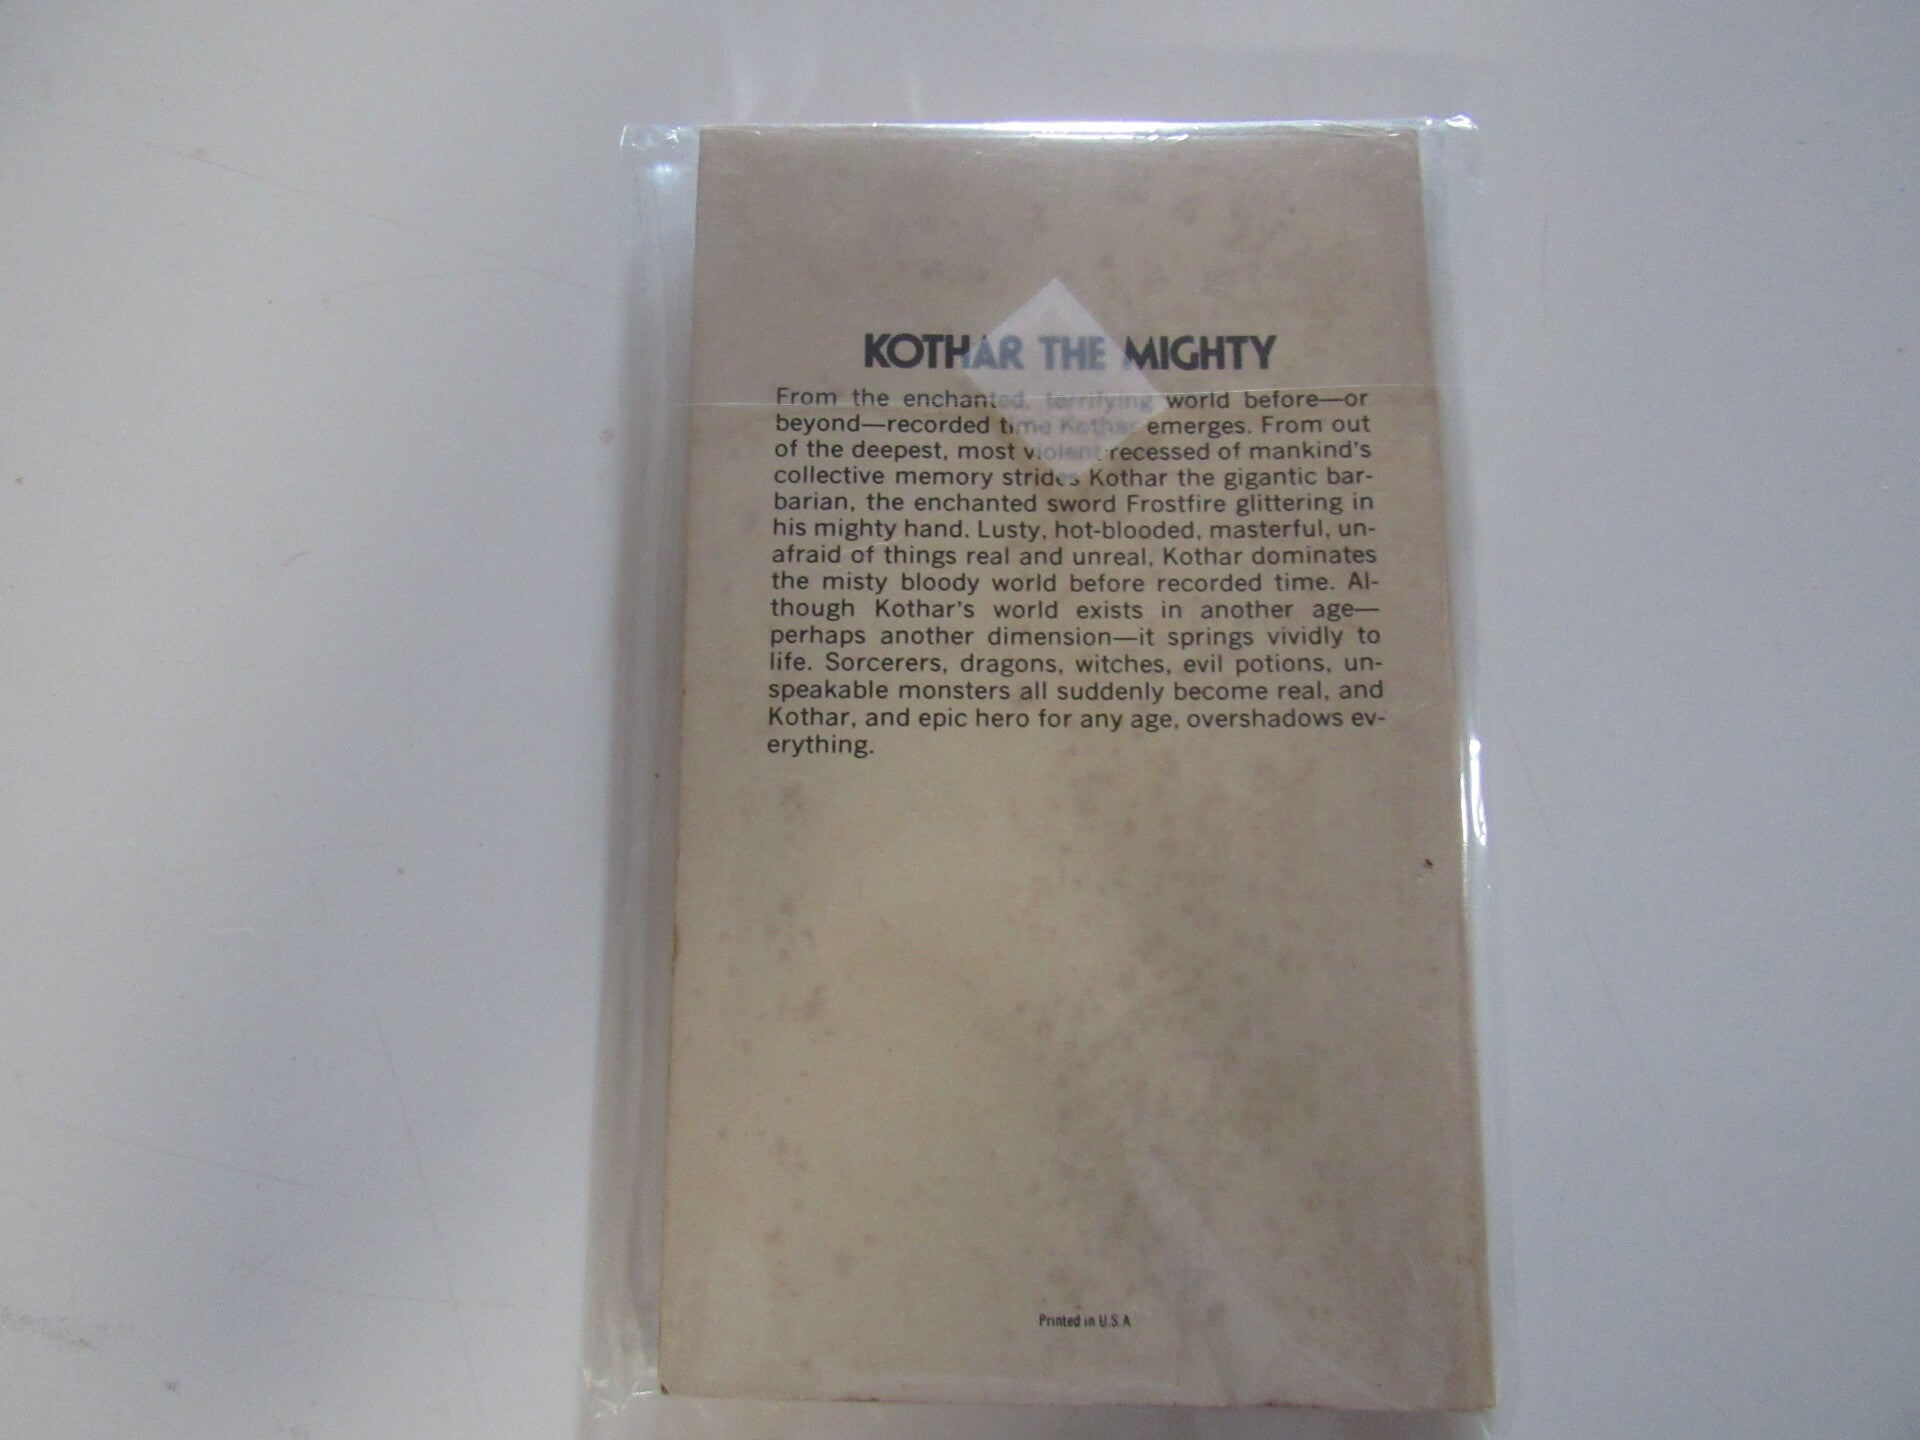 KOTHAR THE MIGHTY
From the enchanted, terrifying world before—or
beyond—recorded time Kothar emerges. From out
of the deepest, most violent recessed of mankind's
collective memory strides Kothar the gigantic bar-
barian, the enchanted sword Frostfire glittering in
his mighty hand. Lusty, hot-blooded, masterful, un-
afraid of things real and unreal, Kothar dominates
the misty bloody world before recorded time. Al-
though Kothar's world exists in another age—
perhaps another dimension—it springs vividly to
life. Sorcerers, dragons, witches, evil potions, un-
speakable monsters all suddenly become real, and
Kothar, and epic hero for any age, overshadows ev-
erything.
Printed in U.S.A